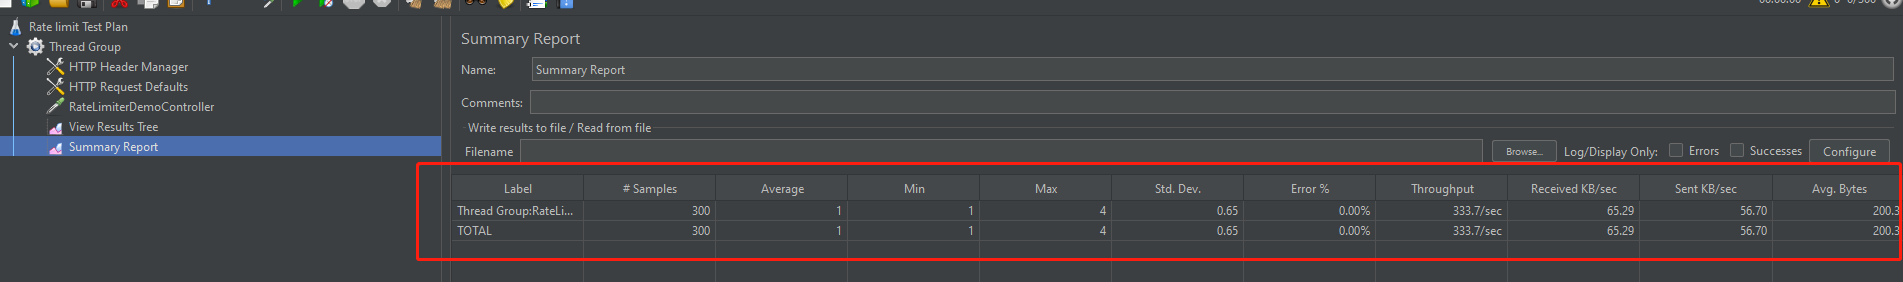 Rate limit Test Plan
Thread Group
HTTP Header Manager
HTTP Request Defaults
RateLimiterDemoController
View Results Tree
Summary Report
Summary Report
Name: Summary Report
Comments:
Write results to file / Read from file
Filename Browse... Log/Display Only: Errors Successes Configure
Label # Samples Average Min Max Std. Dev. Error % Throughput Received KB/sec Sent KB/sec Avg. Bytes
Thread Group:RateLi... 300 1 1 4 0.65 0.00% 333.7/sec 65.29 56.70 200.3
TOTAL 300 1 1 4 0.65 0.00% 333.7/sec 65.29 56.70 200.3